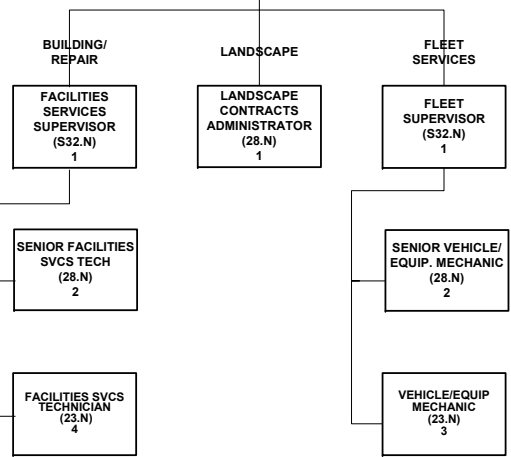 BUILDING/
REPAIR
LANDSCAPE
FLEET
SERVICES
FACILITIES
SERVICES
SUPERVISOR
(S32.N)
1
LANDSCAPE
CONTRACTS
ADMINISTRATOR
(28.N)
1
FLEET
SUPERVISOR
(S32.N)
1
SENIOR FACILITIES
SVCS TECH
(28.N)
2
SENIOR VEHICLE/
EQUIP. MECHANIC
(28.N)
2
FACILITIES SVCS
TECHNICIAN
(23.N)
4
VEHICLE/EQUIP
MECHANIC
(23.N)
3